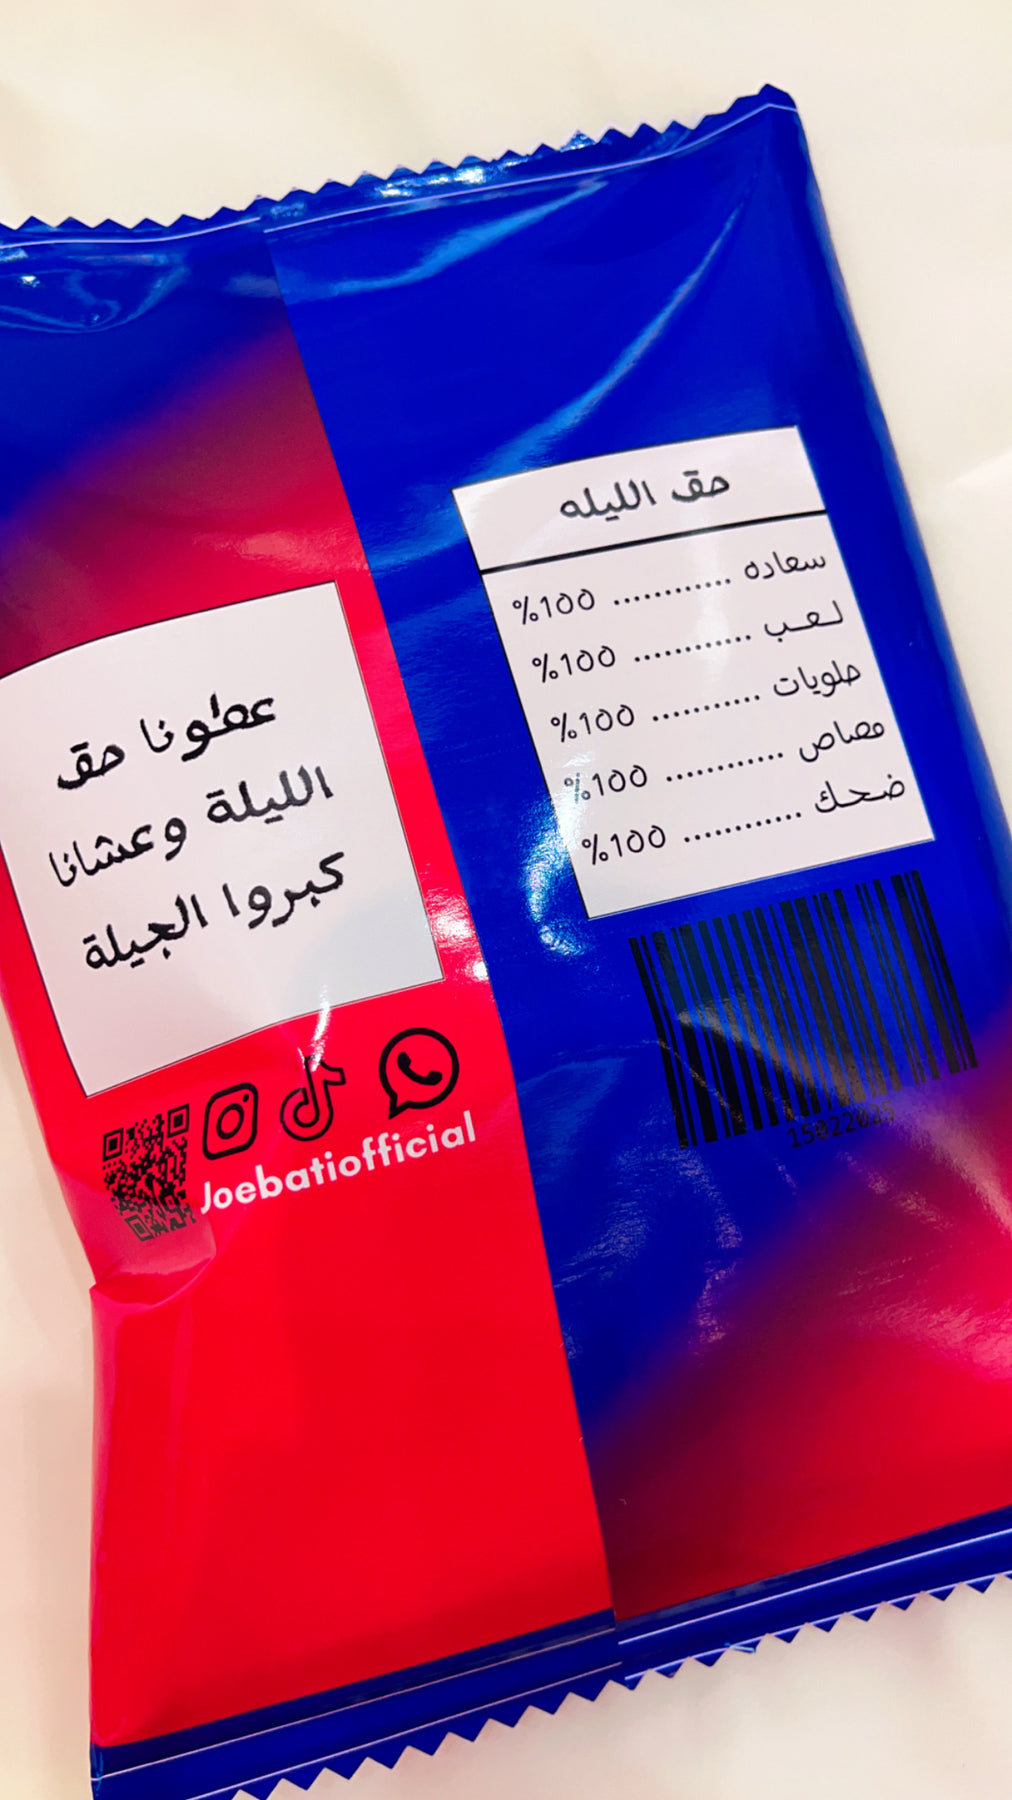 حق الليله
سعاده ............ %100
لعب ............ %100
حلويات ............ %100
مصاص ............ %100
ضحك ............ %100
15022025
عطونا حق
الليلة وعشانا
كبروا الجيلة
Joebatiofficial